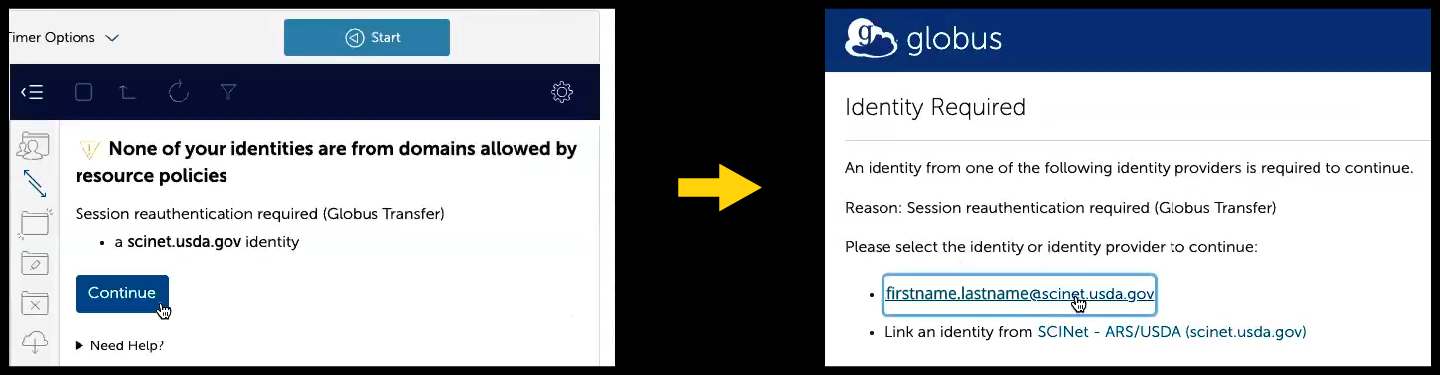 Timer Options
Start
None of your identities are from domains allowed by
resource policies
Session reauthentication required (Globus Transfer)
• a scinet.usda.gov identity
Continue
Need Help?
globus
Identity Required
An identity from one of the following identity providers is required to continue.
Reason: Session reauthentication required (Globus Transfer)
Please select the identity or identity provider to continue:
• firstname.lastname@scinet.usda.gov
• Link an identity from SCINet - ARS/USDA (scinet.usda.gov)